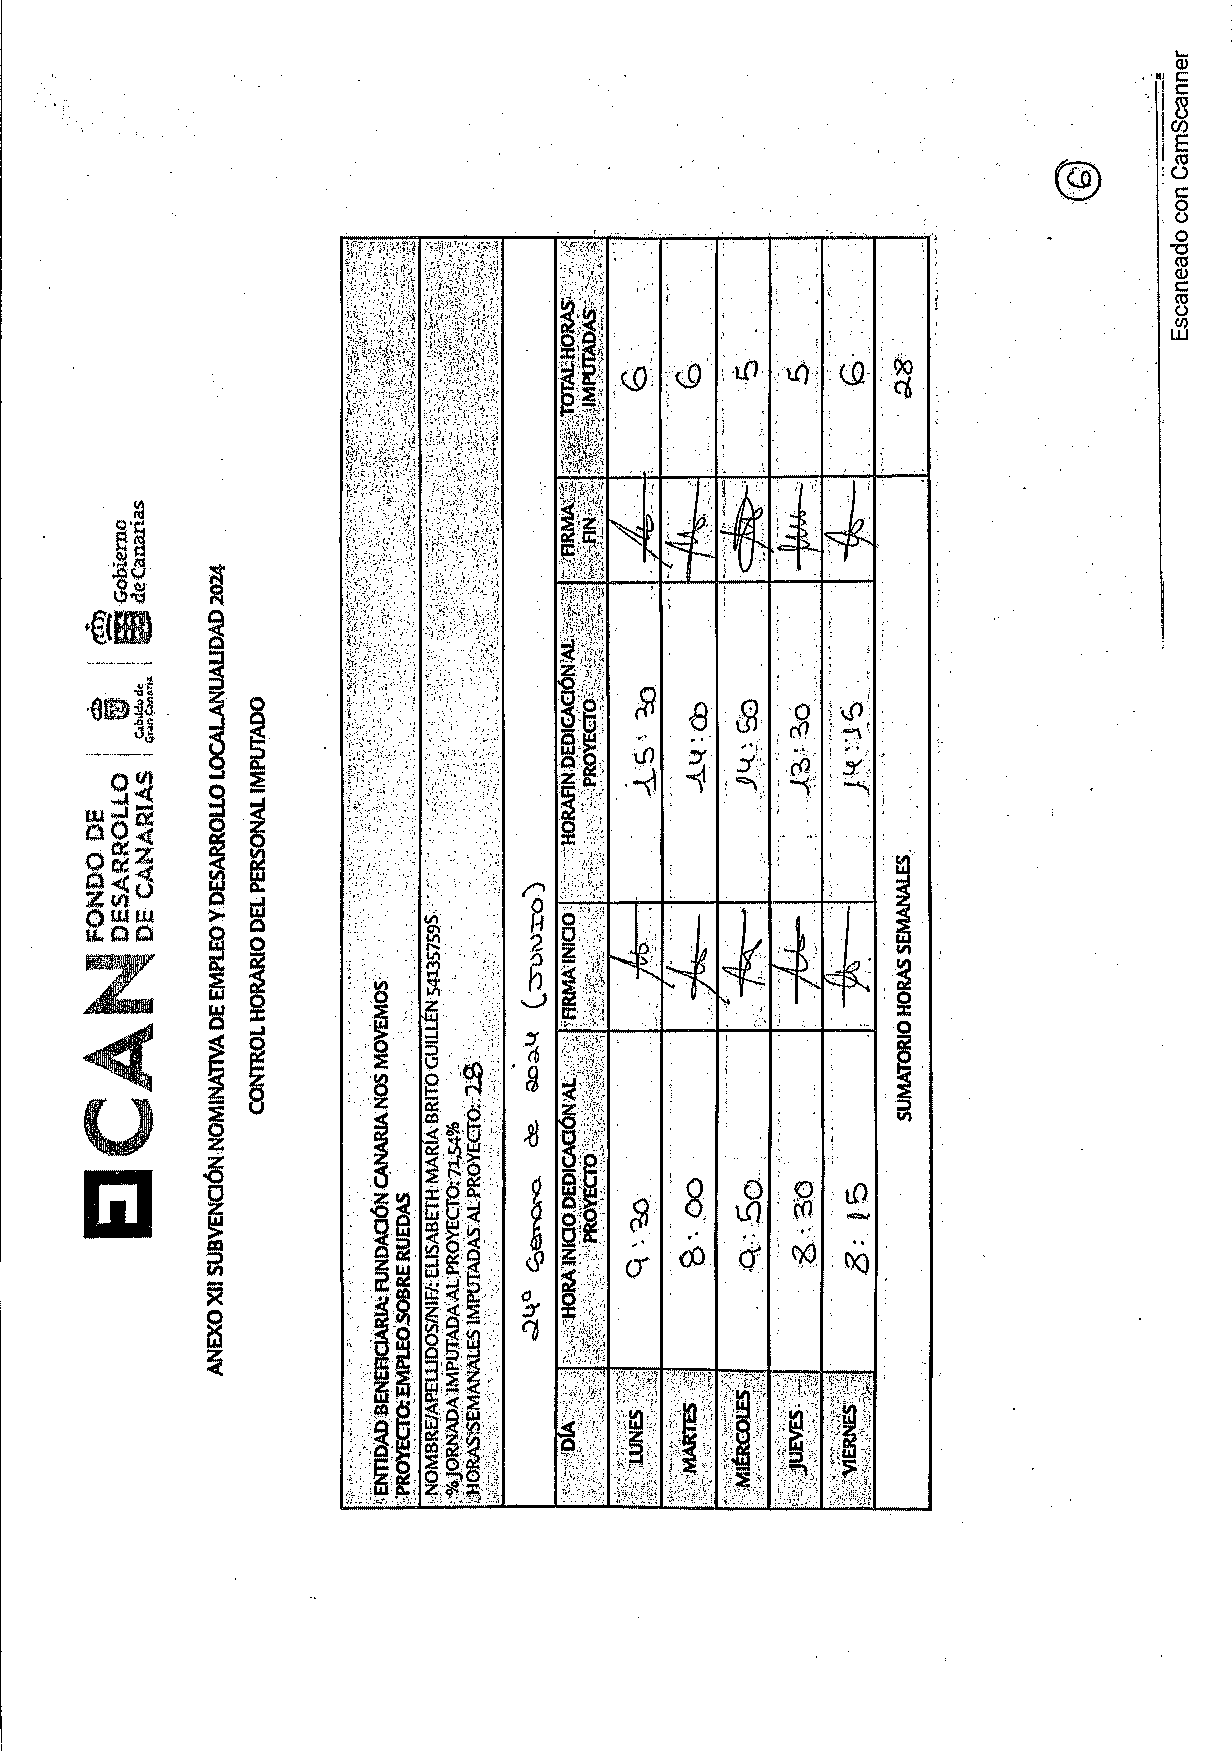 FCAN
FONDO DE
DESARROLLO
DE CANARIAS
Cabildo de
Gran Canaria
Gobierno
de Canarias
ANEXO XII SUBVENCIÓN NOMINATIVA DE EMPLEO Y DESARROLLO LOCAL ANUALIDAD 2024
CONTROL HORARIO DEL PERSONAL IMPUTADO
ENTIDAD BENEFICIARIA: FUNDACIÓN CANARIA NOS MOVEMOS
PROYECTO: EMPLEO SOBRE RUEDAS
NOMBRE/APELLIDOS/NIF/: ELISABETH MARÍA BRITO GUILLÉN 54135759S
% JORNADA IMPUTADA AL PROYECTO: 71,54%
HORAS SEMANALES IMPUTADAS AL PROYECTO: 28
24º Semana de 2024 (JUNIO)
DÍA HORA INICIO DEDICACIÓN AL PROYECTO FIRMA INICIO HORA FIN DEDICACIÓN AL PROYECTO FIRMA FIN TOTAL HORAS IMPUTADAS
LUNES 9:30 15:30 6
MARTES 8:00 14:00 6
MIÉRCOLES 9:50 14:50 5
JUEVES 8:30 13:30 5
VIERNES 8:15 14:15 6
SUMATORIO HORAS SEMANALES 28
6
Escaneado con CamScanner